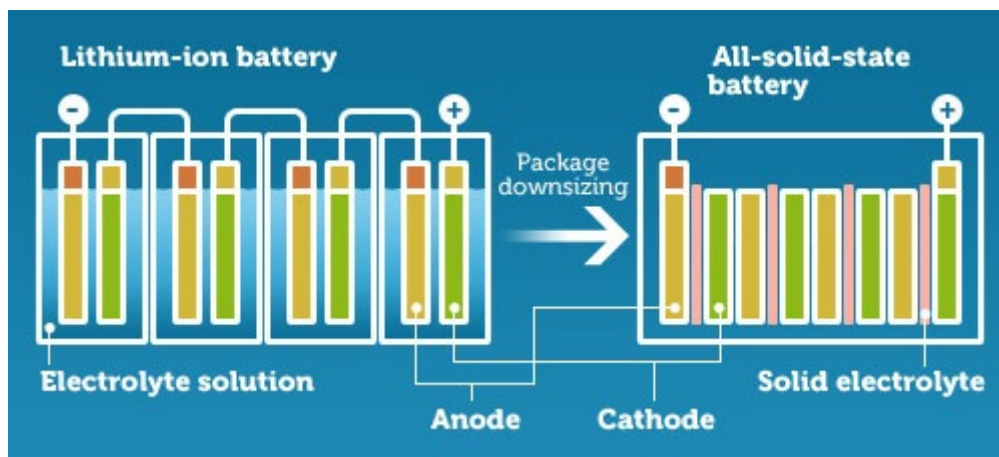 Lithium-ion battery
All-solid-state
battery
-
+
-
+
Package
downsizing
Electrolyte solution
Anode
Cathode
Solid electrolyte